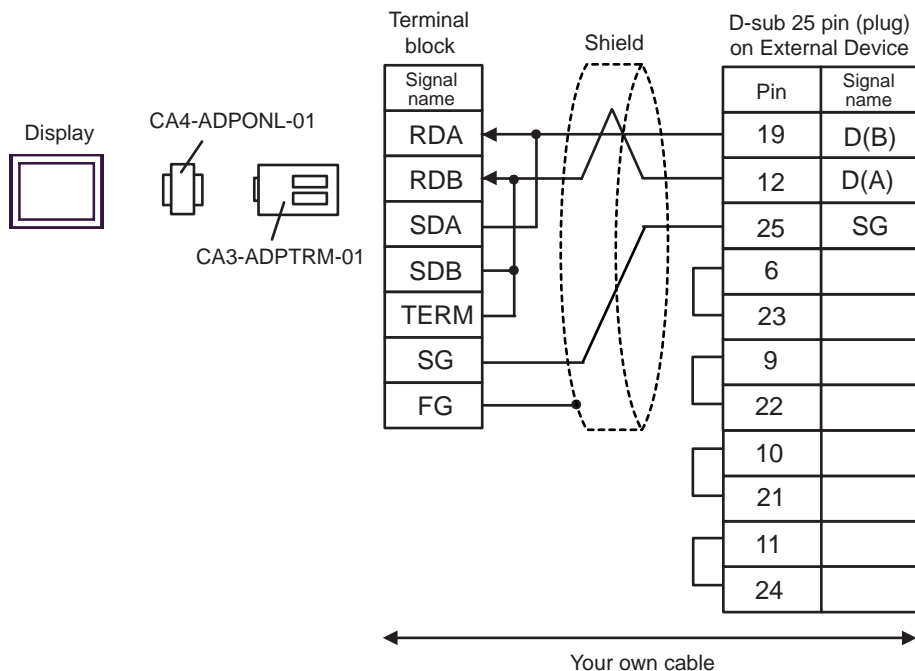 Display
CA4-ADPONL-01
CA3-ADPTRM-01
Terminal
block
Signal
name
RDA
RDB
SDA
SDB
TERM
SG
FG
Shield
D-sub 25 pin (plug)
on External Device
Pin Signal
name
19 D(B)
12 D(A)
25 SG
6
23
9
22
10
21
11
24
Your own cable